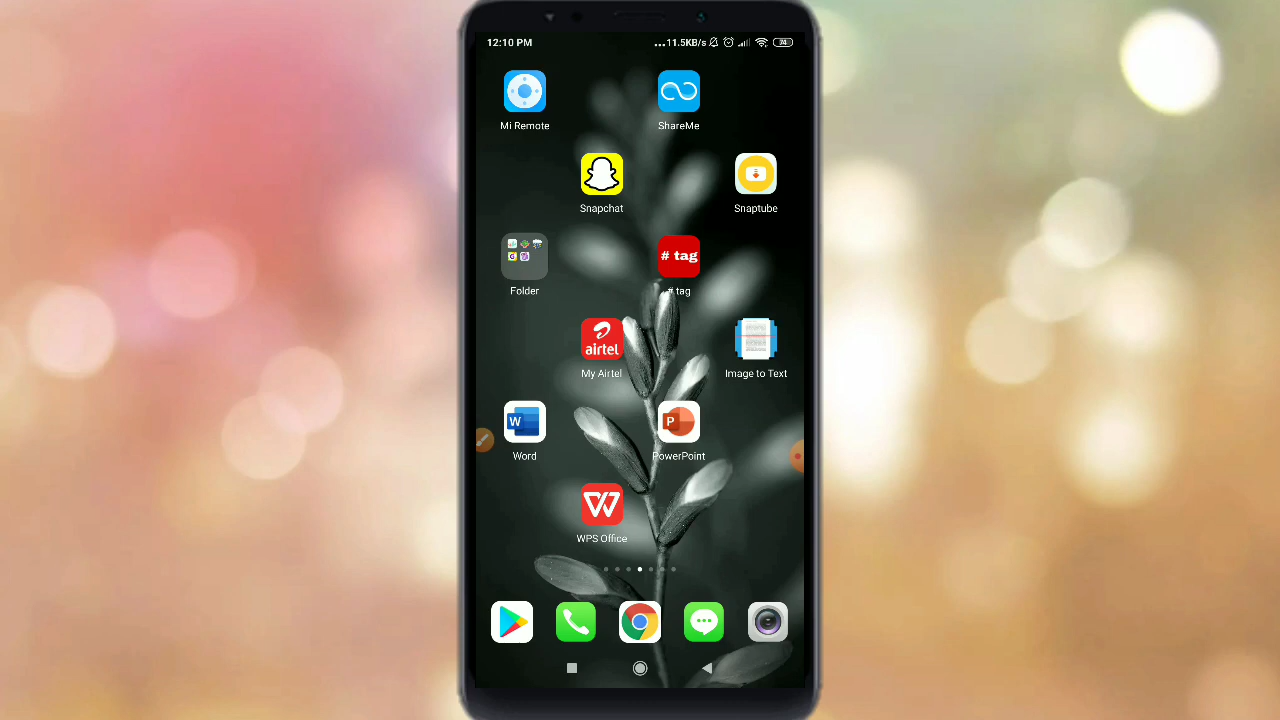 12:10 PM
...11.5KB/s 24
Mi Remote
ShareMe
Snapchat
Snaptube
# tag
Folder
# tag
airtel
My Airtel
Image to Text
W
P
Word
PowerPoint
W
WPS Office